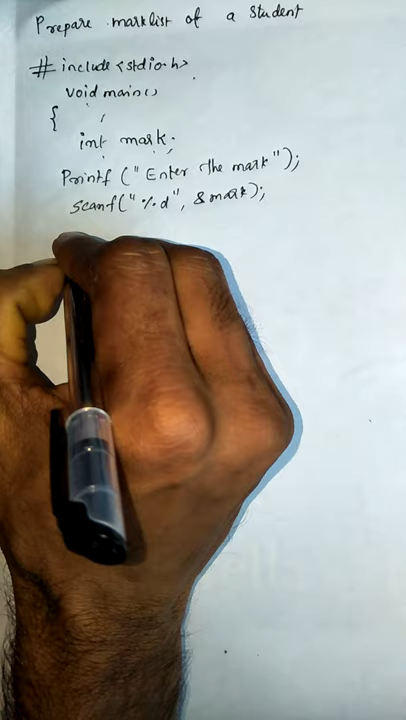 Prepare marklist of a student
# include <stdio.h>
void main()
{
int mark;
Printf ("Enter the mark");
scanf("%d", &mark);